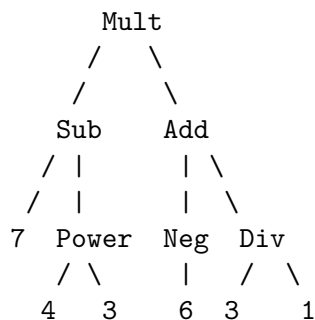 Mult
/ \
/ \
Sub Add
/ | | \
/ | | \
7 Power Neg Div
/ \ | / \
4 3 6 3 1